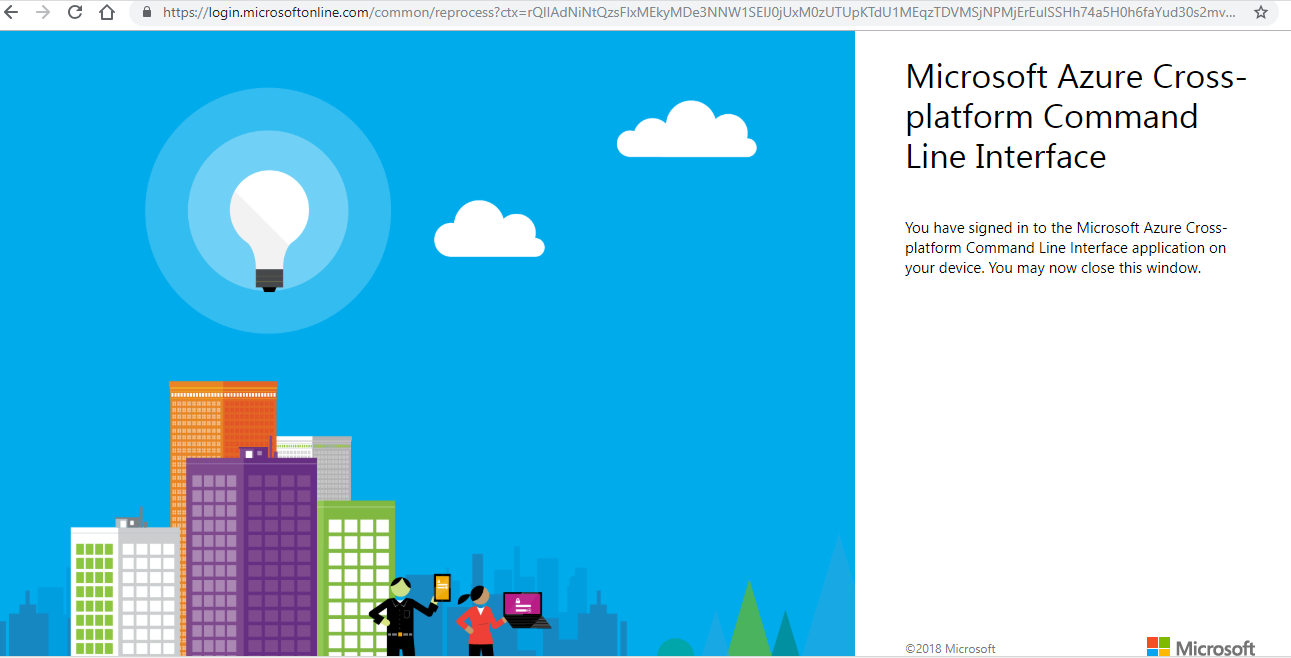 https://login.microsoftonline.com/common/reprocess?ctx=rQIIAdNiNtQzsFIxMEkyMDe3NNW1SEIJ0jUxM0zUTUpKTdU1MEqzTDVMSjNPMjErEuISSHh74a5H0h6faYud30s2mv...
Microsoft Azure Cross-
platform Command
Line Interface
You have signed in to the Microsoft Azure Cross-
platform Command Line Interface application on
your device. You may now close this window.
©2018 Microsoft
Microsoft